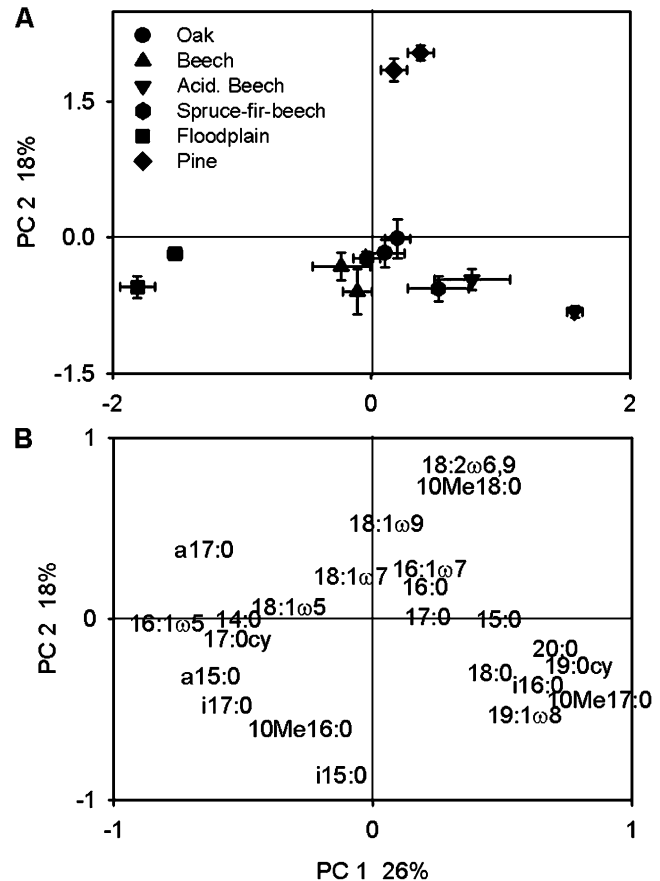 A
Oak
Beech
Acid. Beech
Spruce-fir-beech
Floodplain
Pine
1.5
0.0
-1.5
PC 2 18%
-2
0
2
B
1
18:2ω6,9
10Me18:0
18:1ω9
a17:0
16:1ω7
18:1ω7
16:0
18:1ω5
0
16:1ω5
14:0
17:0
15:0
17:0cy
20:0
19:0cy
a15:0
18:0
i16:0
i17:0
10Me17:0
19:1ω8
10Me16:0
i15:0
-1
PC 2 18%
-1
0
1
PC 1 26%